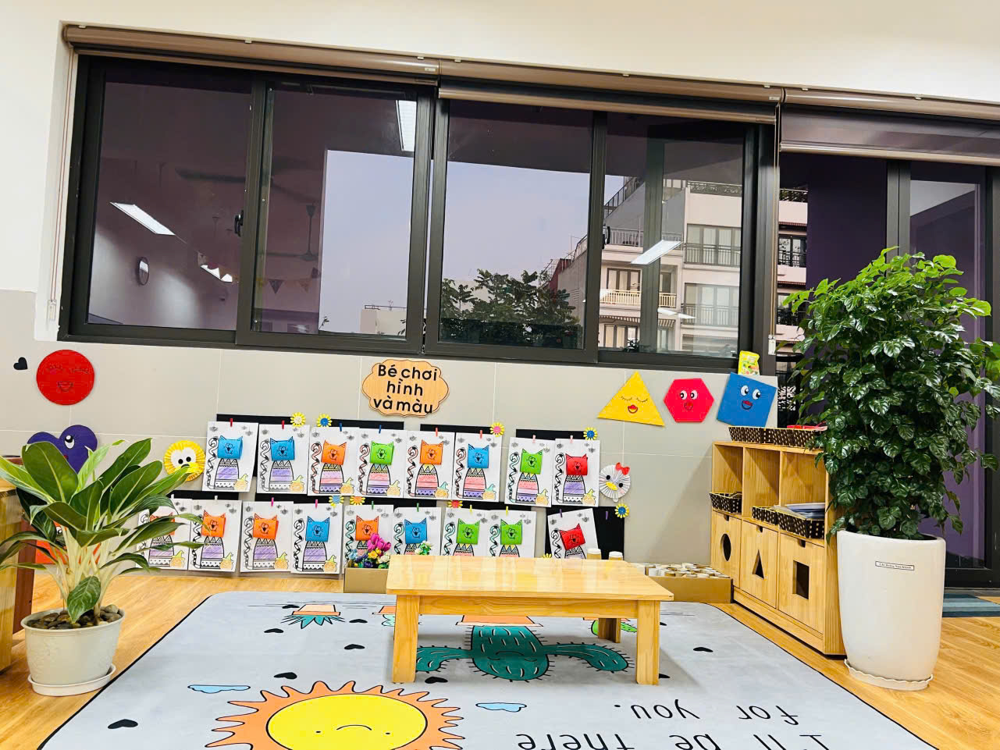 Bé chơi
hình
và màu
I'll be there
for you.